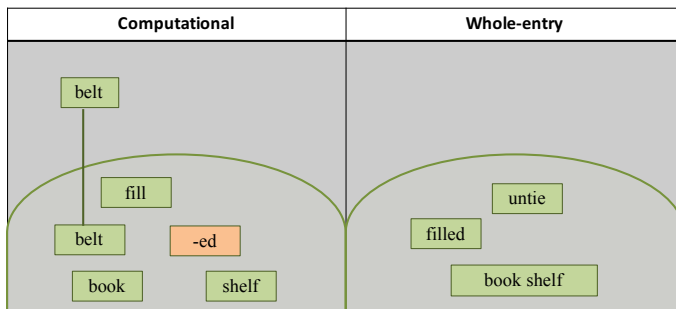 Computational
Whole-entry
belt
fill
untie
belt
-ed
filled
book
shelf
book shelf